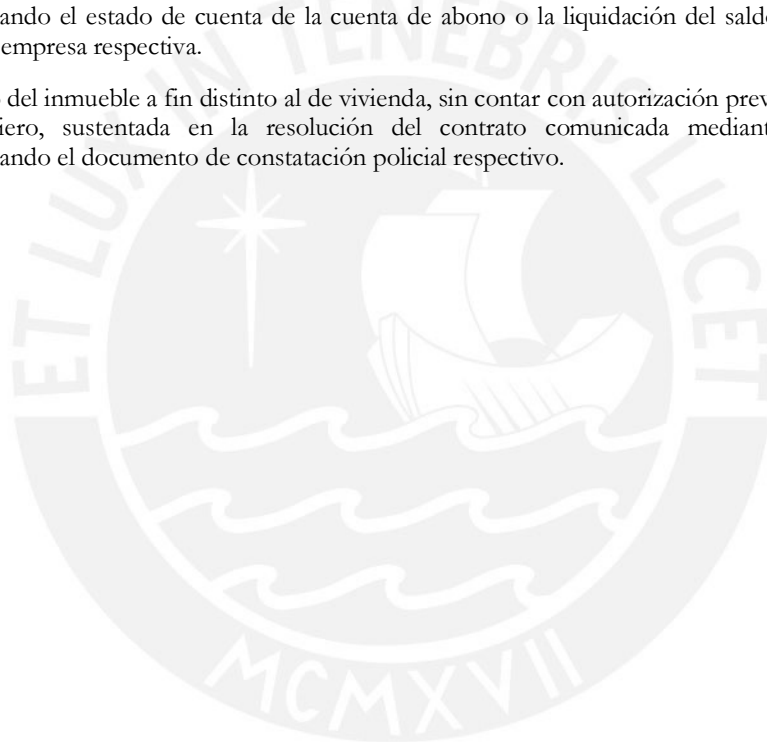 ando el estado de cuenta de la cuenta de abono o la liquidación del sald
empresa respectiva.
del inmueble a fin distinto al de vivienda, sin contar con autorización prev
iero, sustentada en la resolución del contrato comunicada mediant
ando el documento de constatación policial respectivo.
ET LUX IN TENEBRIS LUCET
MCMXVII